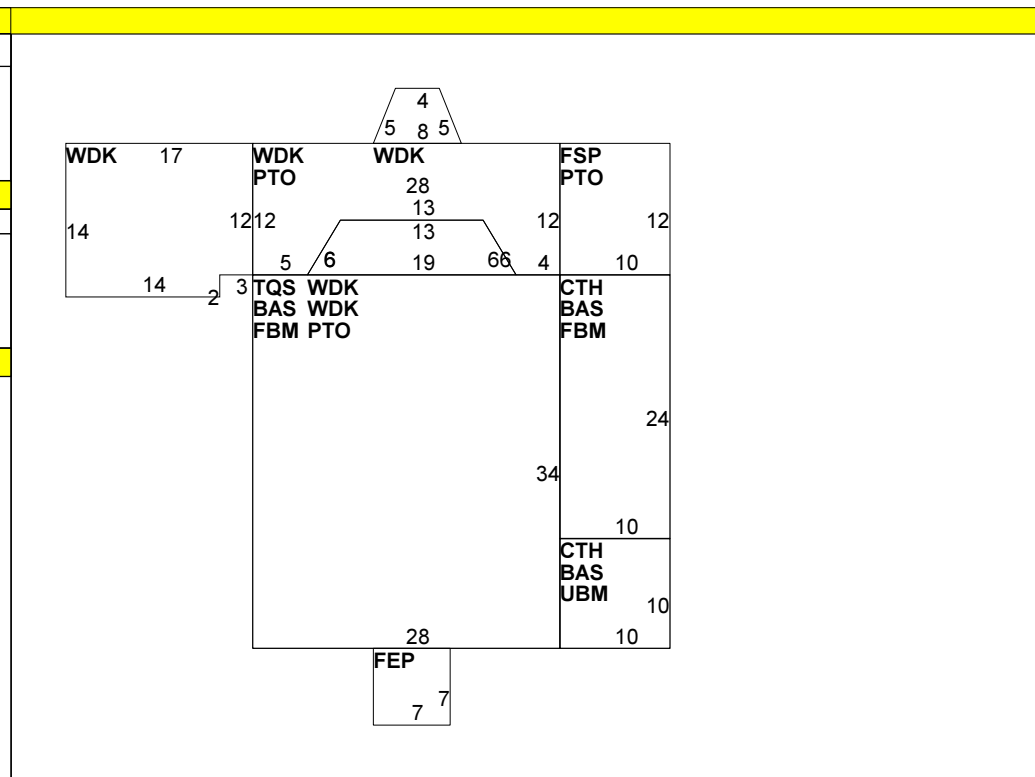 4
5 8 5
WDK 17 WDK WDK FSP
PTO PTO
28
13
12 12 12 12
14 13
5 6 19 66 4 10
14 2 3 TQS WDK CTH
BAS WDK BAS
FBM PTO FBM
24
34
10
CTH
BAS
UBM
10
28 10
FEP
7
7